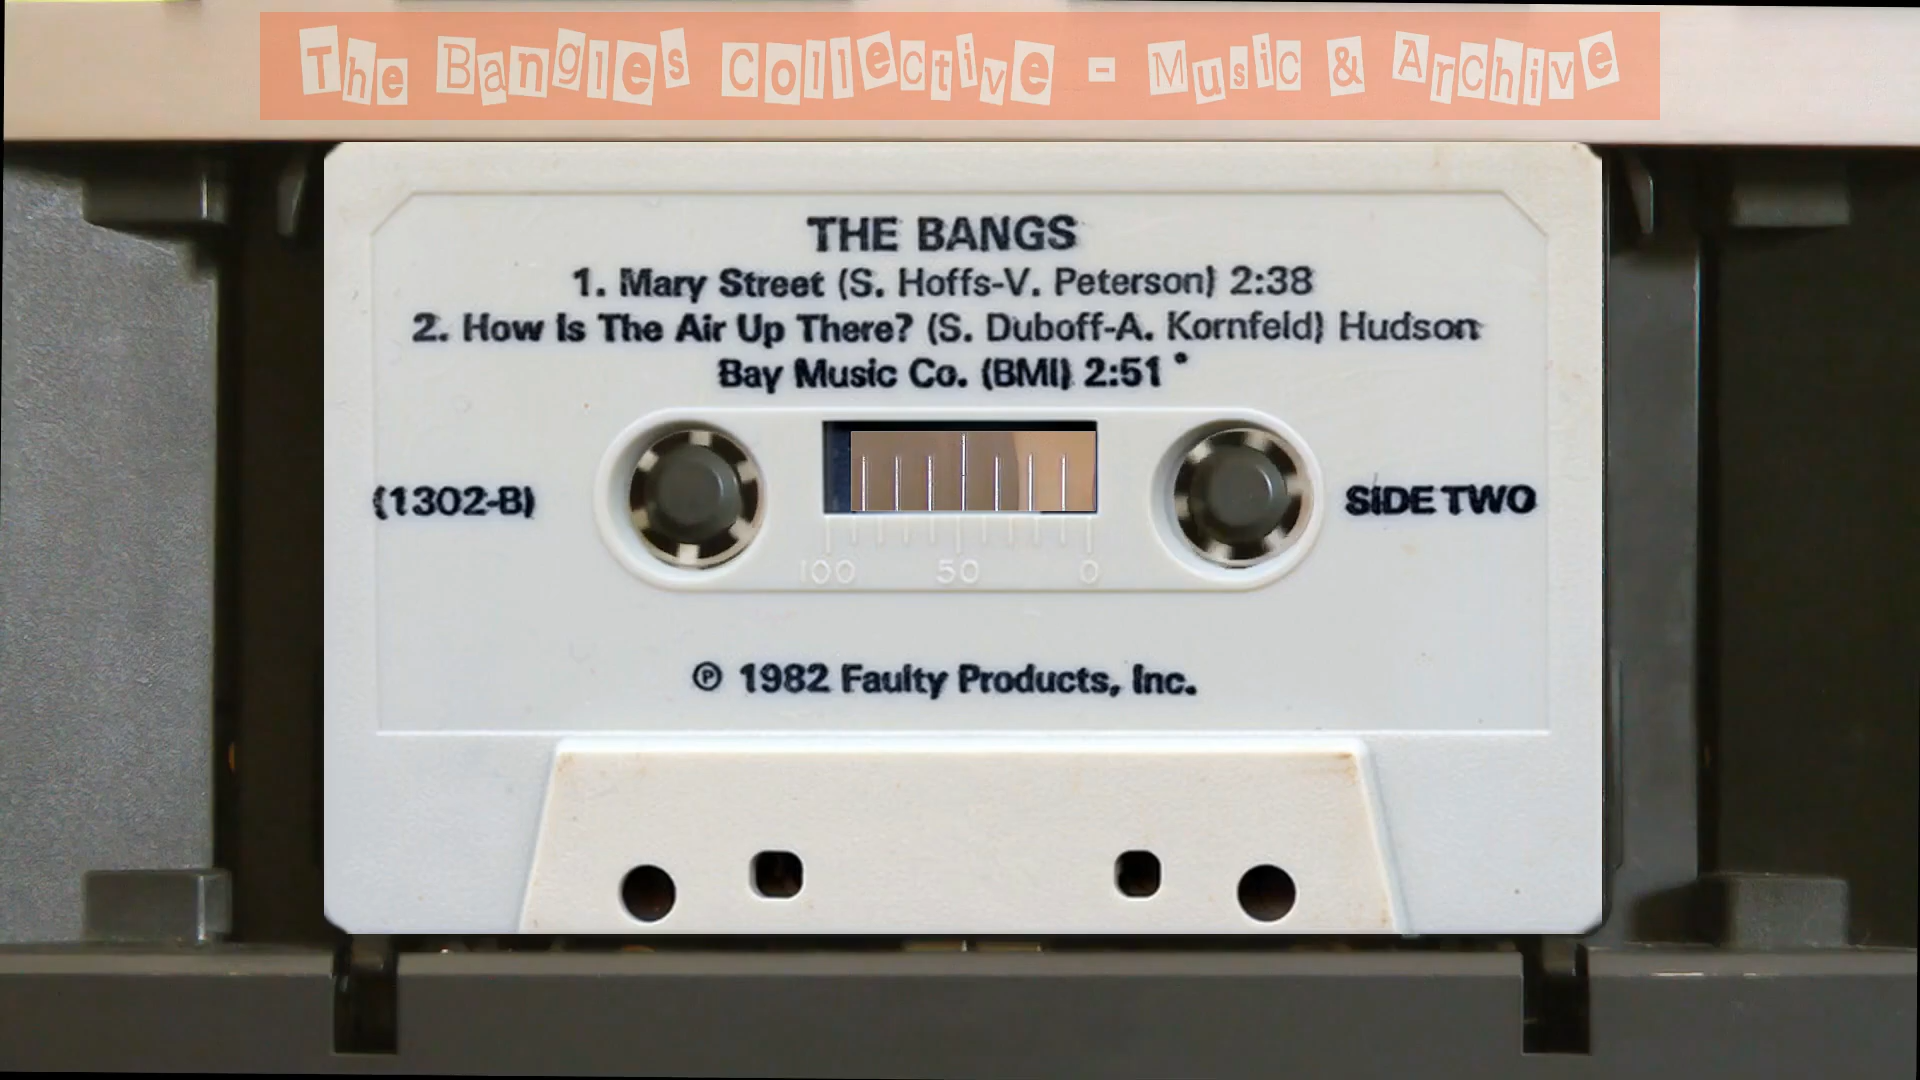 The Bangles Collective - Music & Archive
THE BANGS
1. Mary Street (S. Hoffs-V. Peterson) 2:38
2. How Is The Air Up There? (S. Duboff-A. Kornfeld) Hudson
Bay Music Co. (BMI) 2:51
(1302-B)
SIDE TWO
100 50 0
℗ 1982 Faulty Products, Inc.